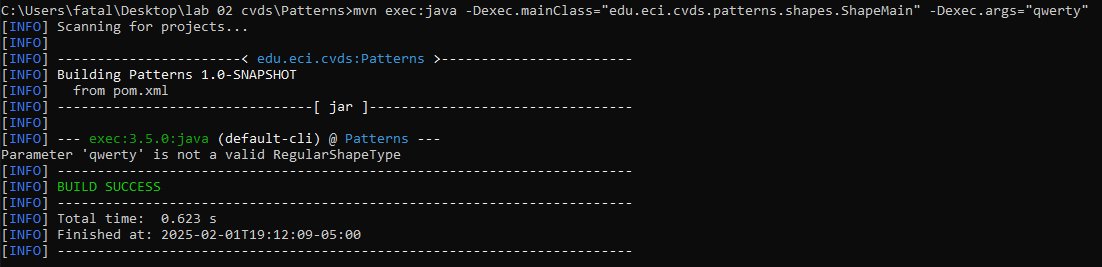 C:\Users\fatal\Desktop\lab 02 cvds\Patterns>mvn exec:java -Dexec.mainClass="edu.eci.cvds.patterns.shapes.ShapeMain" -Dexec.args="qwerty"
[INFO] Scanning for projects...
[INFO]
[INFO] -----------------------< edu.eci.cvds:Patterns >------------------------
[INFO] Building Patterns 1.0-SNAPSHOT
[INFO]   from pom.xml
[INFO] --------------------------------[ jar ]---------------------------------
[INFO]
[INFO] --- exec:3.5.0:java (default-cli) @ Patterns ---
Parameter 'qwerty' is not a valid RegularShapeType
[INFO] ------------------------------------------------------------------------
[INFO] BUILD SUCCESS
[INFO] ------------------------------------------------------------------------
[INFO] Total time:  0.623 s
[INFO] Finished at: 2025-02-01T19:12:09-05:00
[INFO] ------------------------------------------------------------------------